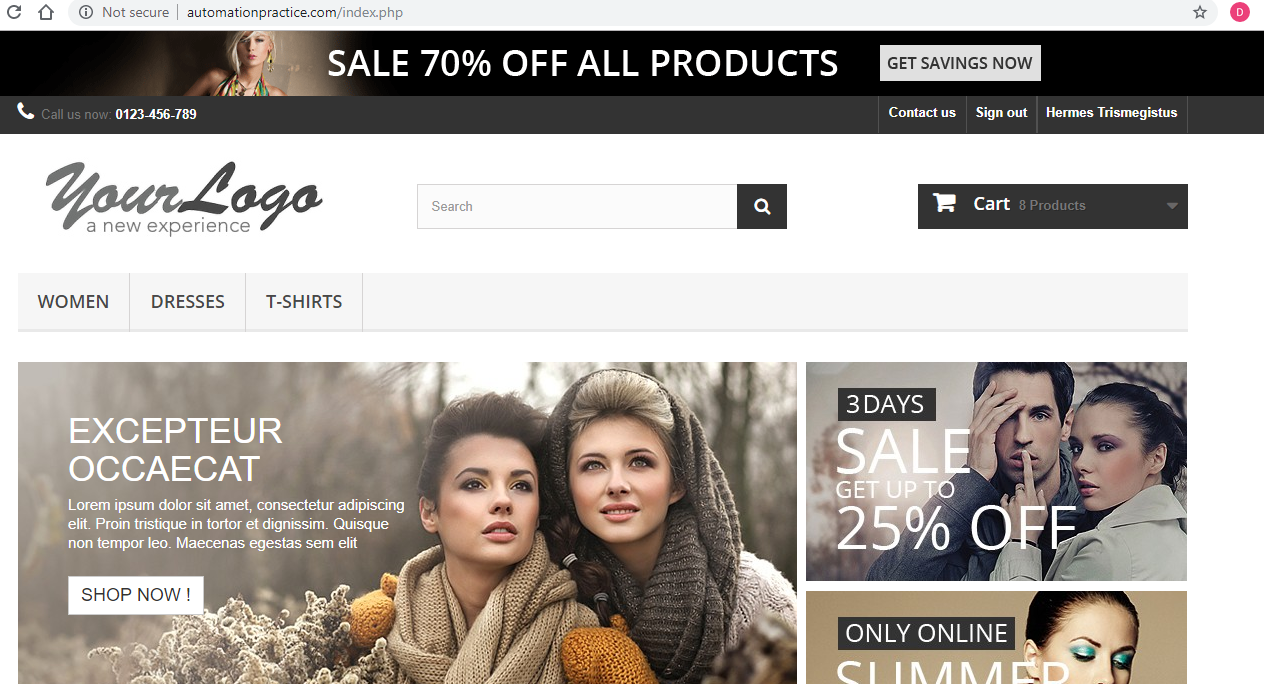 Not secure automationpractice.com/index.php
D
SALE 70% OFF ALL PRODUCTS
GET SAVINGS NOW
Call us now: 0123-456-789
Contact us
Sign out
Hermes Trismegistus
YourLogo
a new experience
Search
Cart 8 Products
WOMEN
DRESSES
T-SHIRTS
EXCEPTEUR
OCCAECAT
Lorem ipsum dolor sit amet, consectetur adipiscing
elit. Proin tristique in tortor et dignissim. Quisque
non tempor leo. Maecenas egestas sem elit
SHOP NOW !
3 DAYS
SALE
GET UP TO
25% OFF
ONLY ONLINE
SUMMER